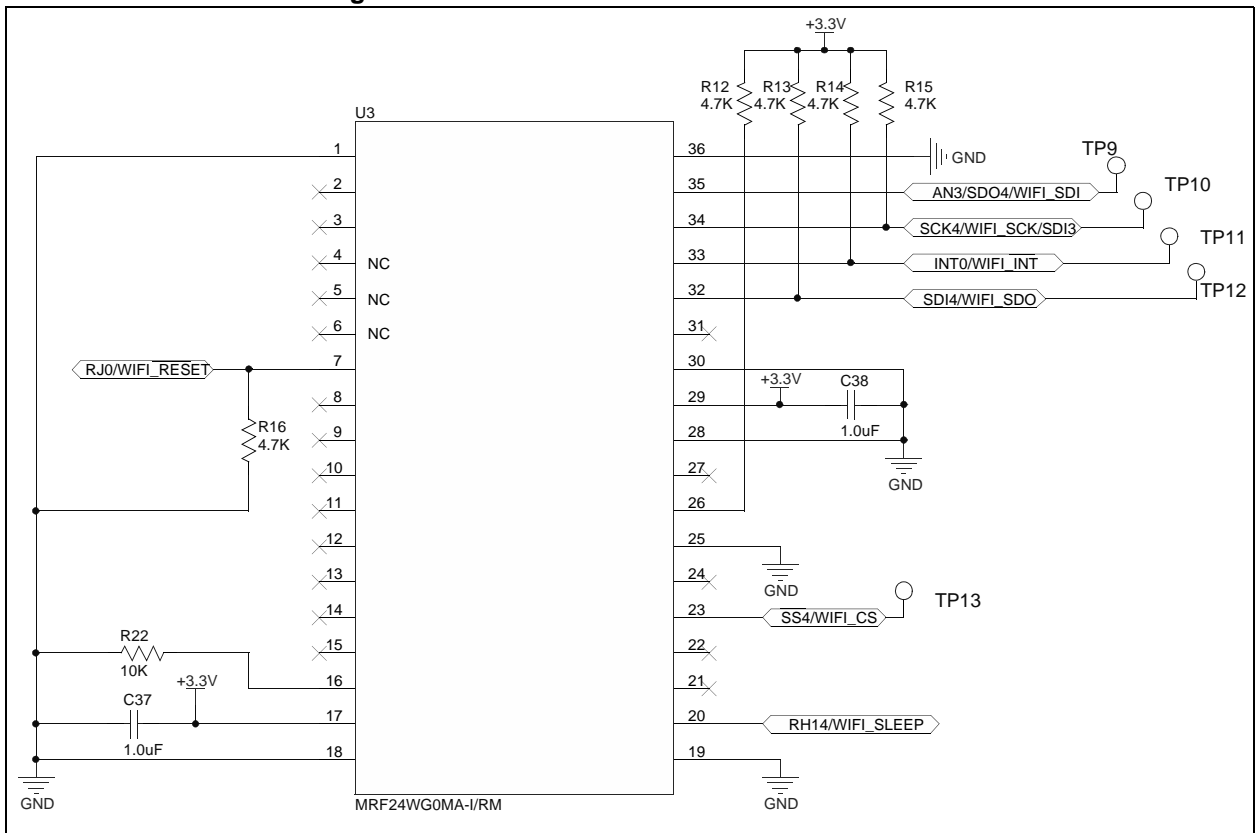 g
+3.3V
R12 R13 R14 R15
4.7K 4.7K 4.7K 4.7K
U3
1 36 GND TP9
2 35 AN3/SDO4/WIFI_SDI TP10
3 34 SCK4/WIFI_SCK/SDI3
4 NC 33 INT0/WIFI_INT TP11
5 NC 32 SDI4/WIFI_SDO TP12
6 NC 31
RJ0/WIFI_RESET 7 30
+3.3V C38
8 29
R16 1.0uF
4.7K 9 28
10 27 GND
11 26
12 25
13 24 GND
14 23 SS4/WIFI_CS TP13
R22
10K 15 22
+3.3V 16 21
C37
17 20 RH14/WIFI_SLEEP
1.0uF
18 19
GND MRF24WG0MA-I/RM GND